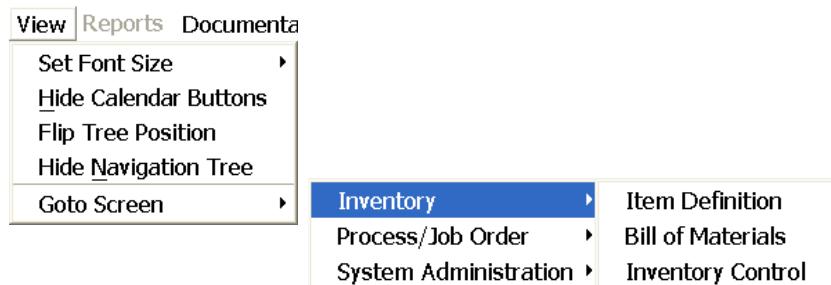 View Reports Documenta
Set Font Size
Hide Calendar Buttons
Flip Tree Position
Hide Navigation Tree
Goto Screen
Inventory
Process/Job Order
System Administration
Item Definition
Bill of Materials
Inventory Control